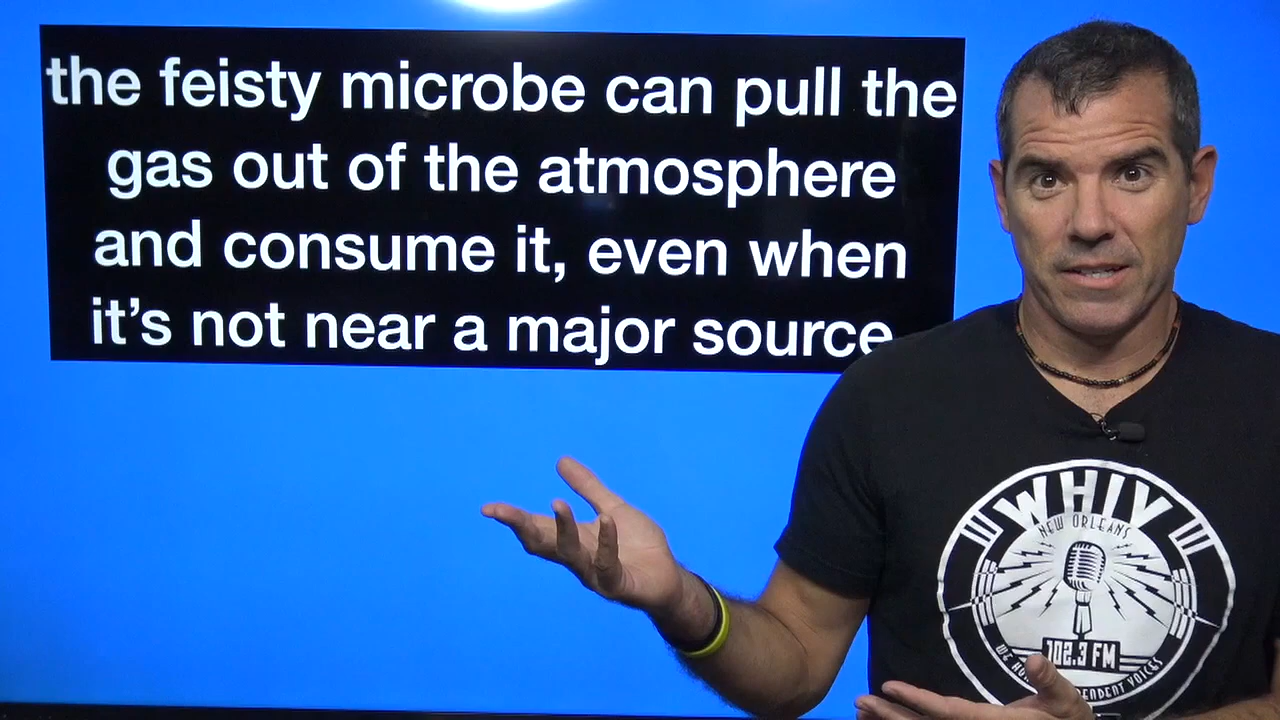 the feisty microbe can pull the
gas out of the atmosphere
and consume it, even when
it's not near a major source
WHIV
NEW ORLEANS
102.3 FM
VOICES